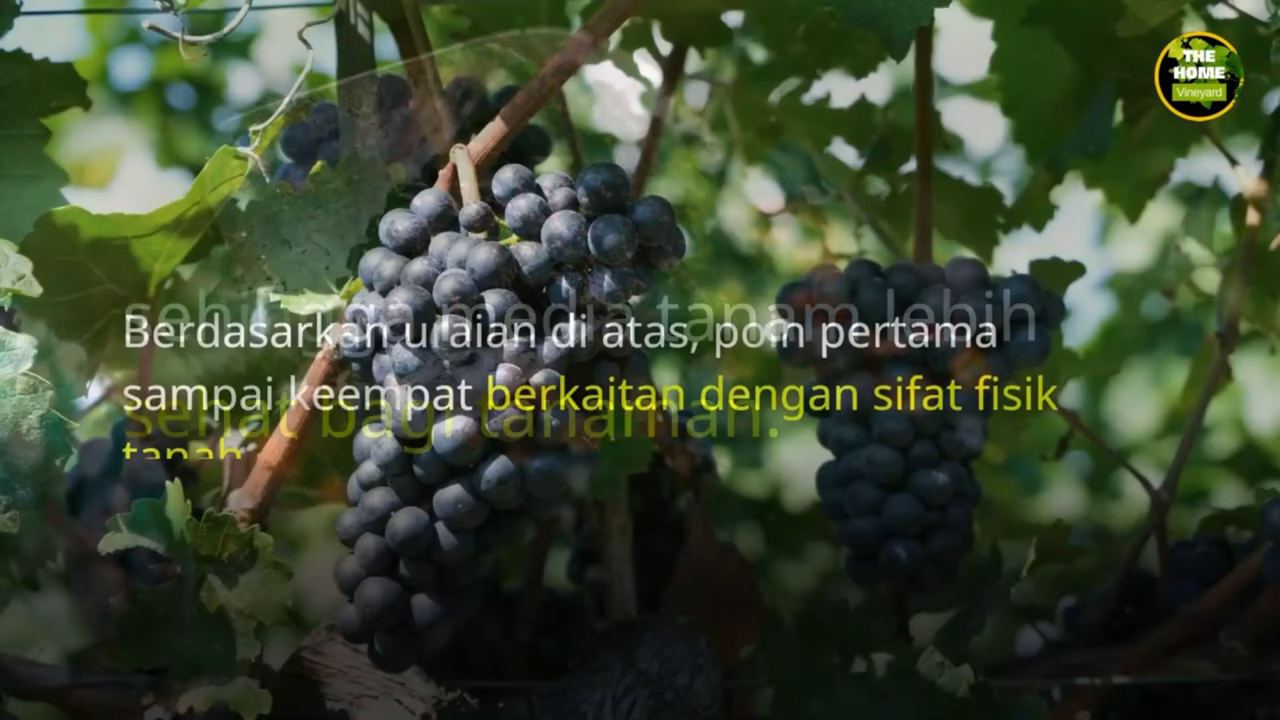 THE
HOME
Vineyard
sehingga media tanam lebih
Berdasarkan uraian di atas, poin pertama
sampai keempat berkaitan dengan sifat fisik
sehat bagi tanaman.
tanah